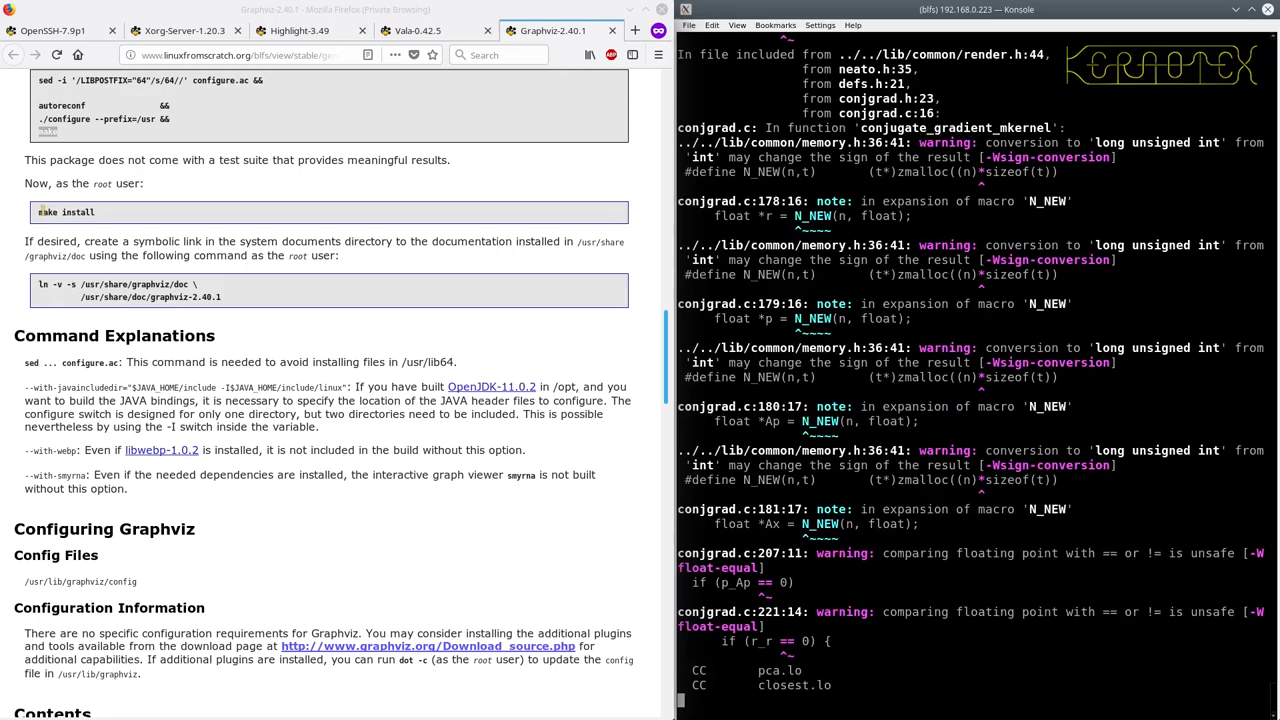 Graphviz-2.40.1 - Mozilla Firefox (Private Browsing)
OpenSSH-7.9p1
Xorg-Server-1.20.3
Highlight-3.49
Vala-0.42.5
Graphviz-2.40.1
www.linuxfromscratch.org/blfs/view/stable/gener
Search
sed -i '/LIBPOSTFIX="64"/s/64//' configure.ac &&
autoreconf &&
./configure --prefix=/usr &&
make
This package does not come with a test suite that provides meaningful results.
Now, as the root user:
make install
If desired, create a symbolic link in the system documents directory to the documentation installed in /usr/share
/graphviz/doc using the following command as the root user:
ln -v -s /usr/share/graphviz/doc \
/usr/share/doc/graphviz-2.40.1
Command Explanations
sed ... configure.ac: This command is needed to avoid installing files in /usr/lib64.
--with-javaincludedir="$JAVA_HOME/include -I$JAVA_HOME/include/linux": If you have built OpenJDK-11.0.2 in /opt, and you
want to build the JAVA bindings, it is necessary to specify the location of the JAVA header files to configure. The
configure switch is designed for only one directory, but two directories need to be included. This is possible
nevertheless by using the -I switch inside the variable.
--with-webp: Even if libwebp-1.0.2 is installed, it is not included in the build without this option.
--with-smyrna: Even if the needed dependencies are installed, the interactive graph viewer smyrna is not built
without this option.
Configuring Graphviz
Config Files
/usr/lib/graphviz/config
Configuration Information
There are no specific configuration requirements for Graphviz. You may consider installing the additional plugins
and tools available from the download page at http://www.graphviz.org/Download_source.php for
additional capabilities. If additional plugins are installed, you can run dot -c (as the root user) to update the config
file in /usr/lib/graphviz.
Contents
(blfs) 192.168.0.223 — Konsole
File Edit View Bookmarks Settings Help
^~
In file included from ../../lib/common/render.h:44,
from neato.h:35,
from defs.h:21,
from conjgrad.h:23,
from conjgrad.c:16:
conjgrad.c: In function 'conjugate_gradient_mkernel':
../../lib/common/memory.h:36:41: warning: conversion to 'long unsigned int' from
'int' may change the sign of the result [-Wsign-conversion]
#define N_NEW(n,t) (t*)zmalloc((n)*sizeof(t))
^
conjgrad.c:178:16: note: in expansion of macro 'N_NEW'
float *r = N_NEW(n, float);
^~~~~
../../lib/common/memory.h:36:41: warning: conversion to 'long unsigned int' from
'int' may change the sign of the result [-Wsign-conversion]
#define N_NEW(n,t) (t*)zmalloc((n)*sizeof(t))
^
conjgrad.c:179:16: note: in expansion of macro 'N_NEW'
float *p = N_NEW(n, float);
^~~~~
../../lib/common/memory.h:36:41: warning: conversion to 'long unsigned int' from
'int' may change the sign of the result [-Wsign-conversion]
#define N_NEW(n,t) (t*)zmalloc((n)*sizeof(t))
^
conjgrad.c:180:17: note: in expansion of macro 'N_NEW'
float *Ap = N_NEW(n, float);
^~~~~
../../lib/common/memory.h:36:41: warning: conversion to 'long unsigned int' from
'int' may change the sign of the result [-Wsign-conversion]
#define N_NEW(n,t) (t*)zmalloc((n)*sizeof(t))
^
conjgrad.c:181:17: note: in expansion of macro 'N_NEW'
float *Ax = N_NEW(n, float);
^~~~~
conjgrad.c:207:11: warning: comparing floating point with == or != is unsafe [-W
float-equal]
if (p_Ap == 0)
^~
conjgrad.c:221:14: warning: comparing floating point with == or != is unsafe [-W
float-equal]
if (r_r == 0) {
^~
CC pca.lo
CC closest.lo